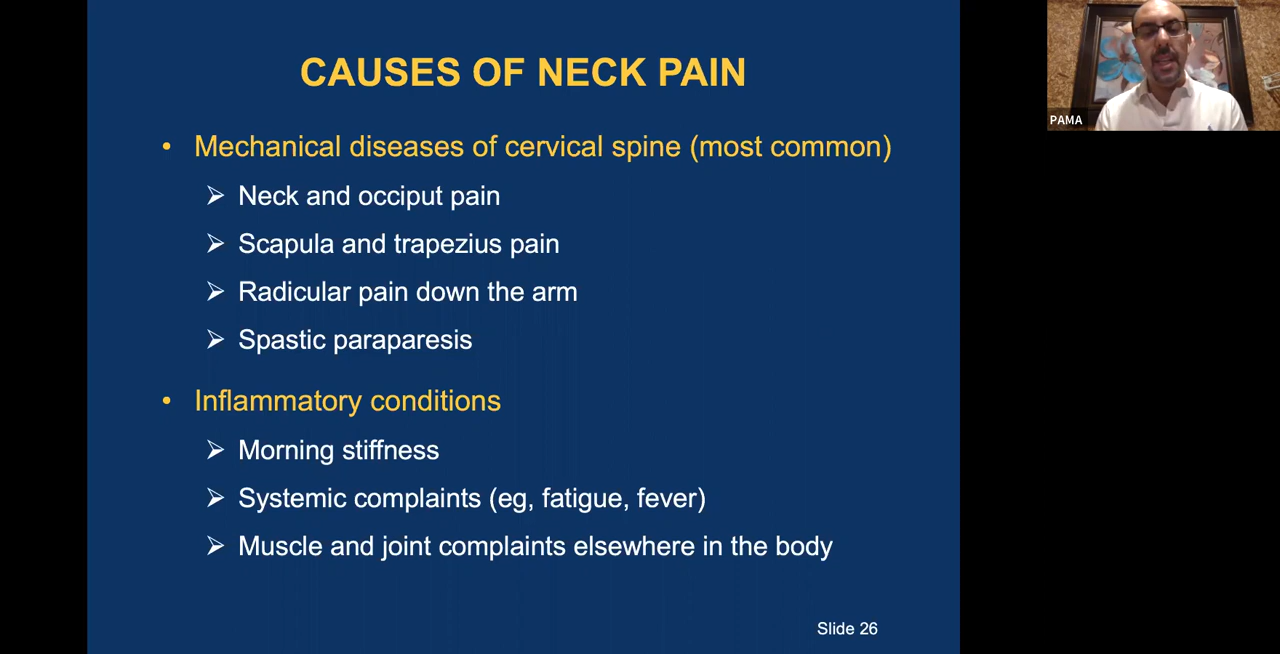 CAUSES OF NECK PAIN
• Mechanical diseases of cervical spine (most common)
➢ Neck and occiput pain
➢ Scapula and trapezius pain
➢ Radicular pain down the arm
➢ Spastic paraparesis
• Inflammatory conditions
➢ Morning stiffness
➢ Systemic complaints (eg, fatigue, fever)
➢ Muscle and joint complaints elsewhere in the body
Slide 26
PAMA